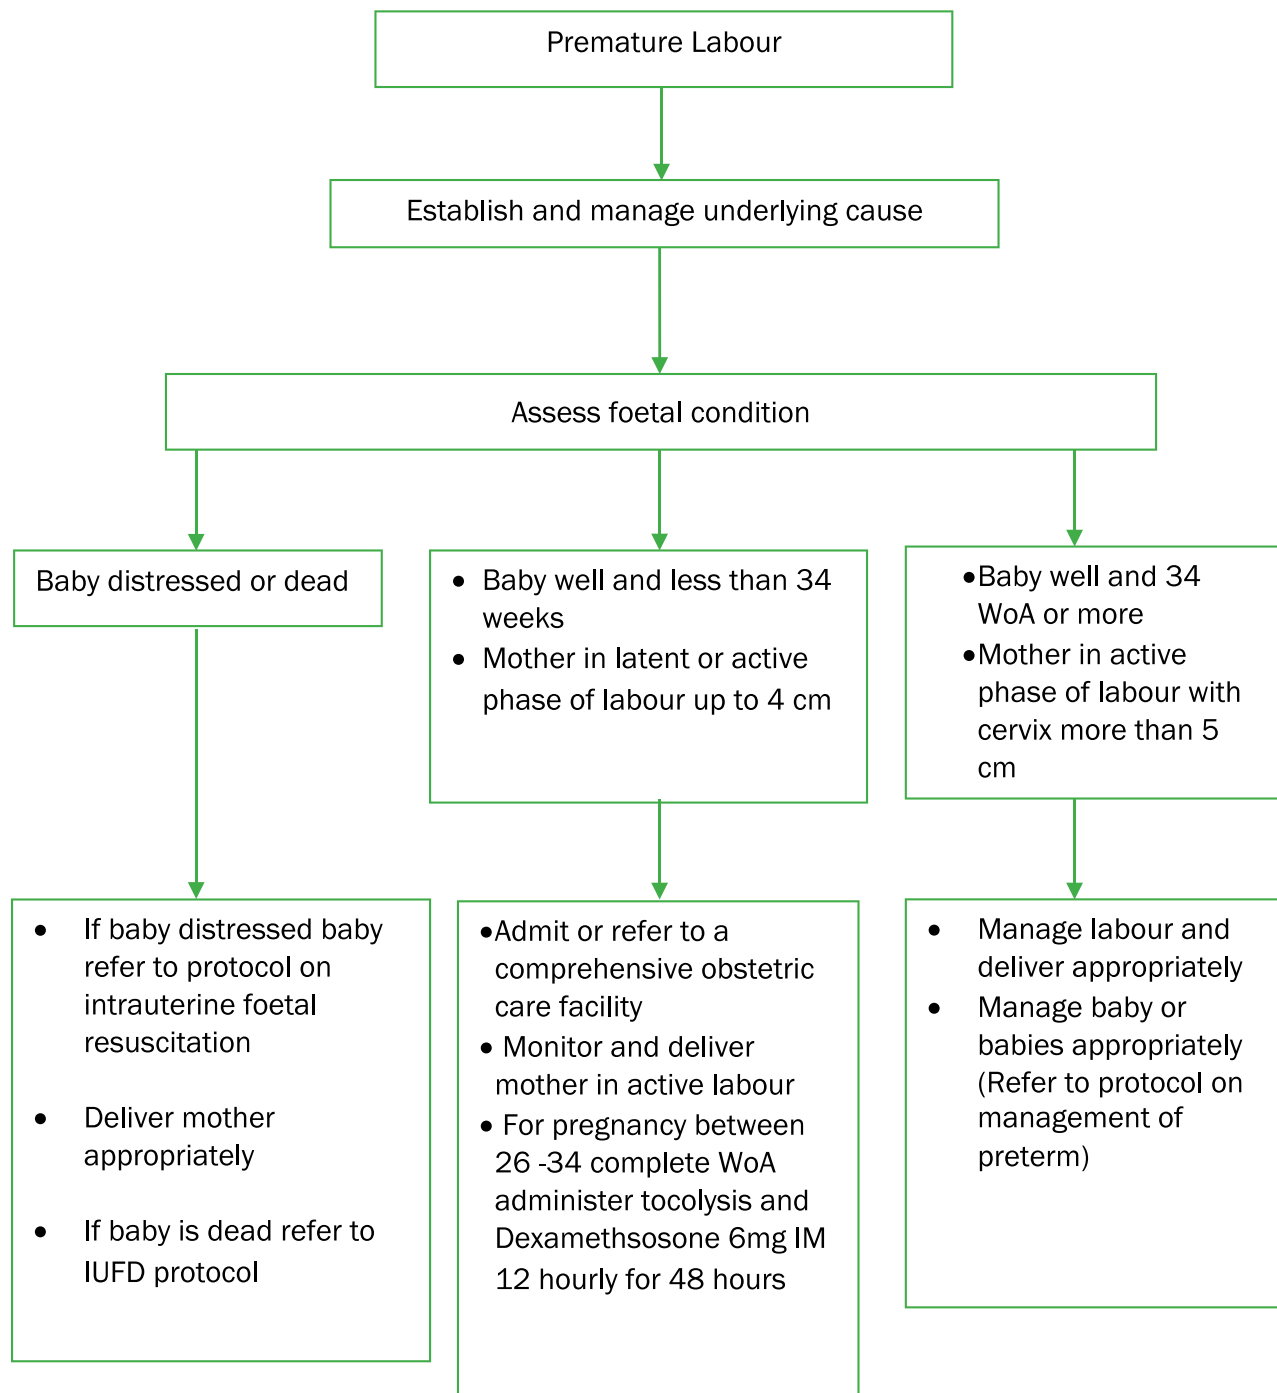 Premature Labour
Establish and manage underlying cause
Assess foetal condition
Baby distressed or dead
• Baby well and less than 34
weeks
• Mother in latent or active
phase of labour up to 4 cm
•Baby well and 34
WoA or more
•Mother in active
phase of labour with
cervix more than 5
cm
• If baby distressed baby
refer to protocol on
intrauterine foetal
resuscitation
• Deliver mother
appropriately
• If baby is dead refer to
IUFD protocol
•Admit or refer to a
comprehensive obstetric
care facility
• Monitor and deliver
mother in active labour
• For pregnancy between
26 -34 complete WoA
administer tocolysis and
Dexamethsosone 6mg IM
12 hourly for 48 hours
• Manage labour and
deliver appropriately
• Manage baby or
babies appropriately
(Refer to protocol on
management of
preterm)